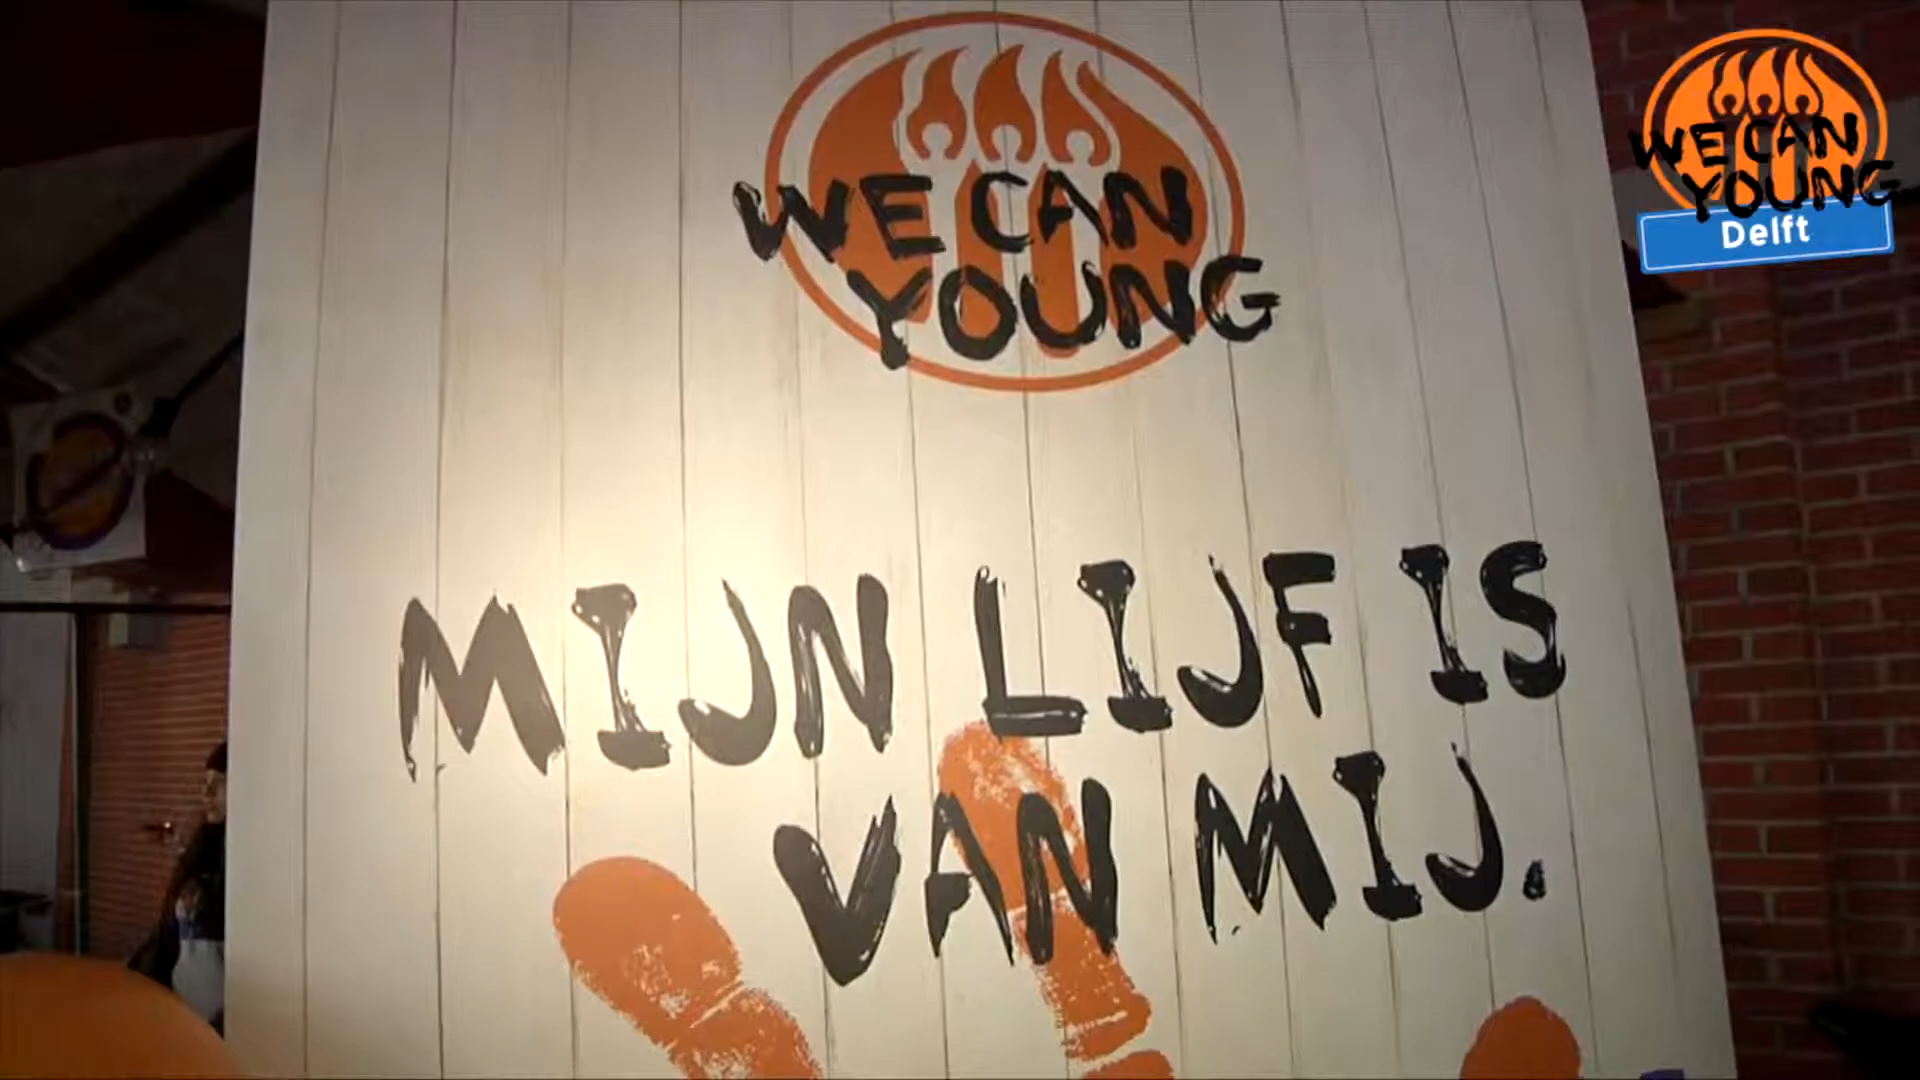 WE CAN
YOUNG
MIJN LIJF IS
VAN MIJ.
WE CAN
YOUNG
Delft